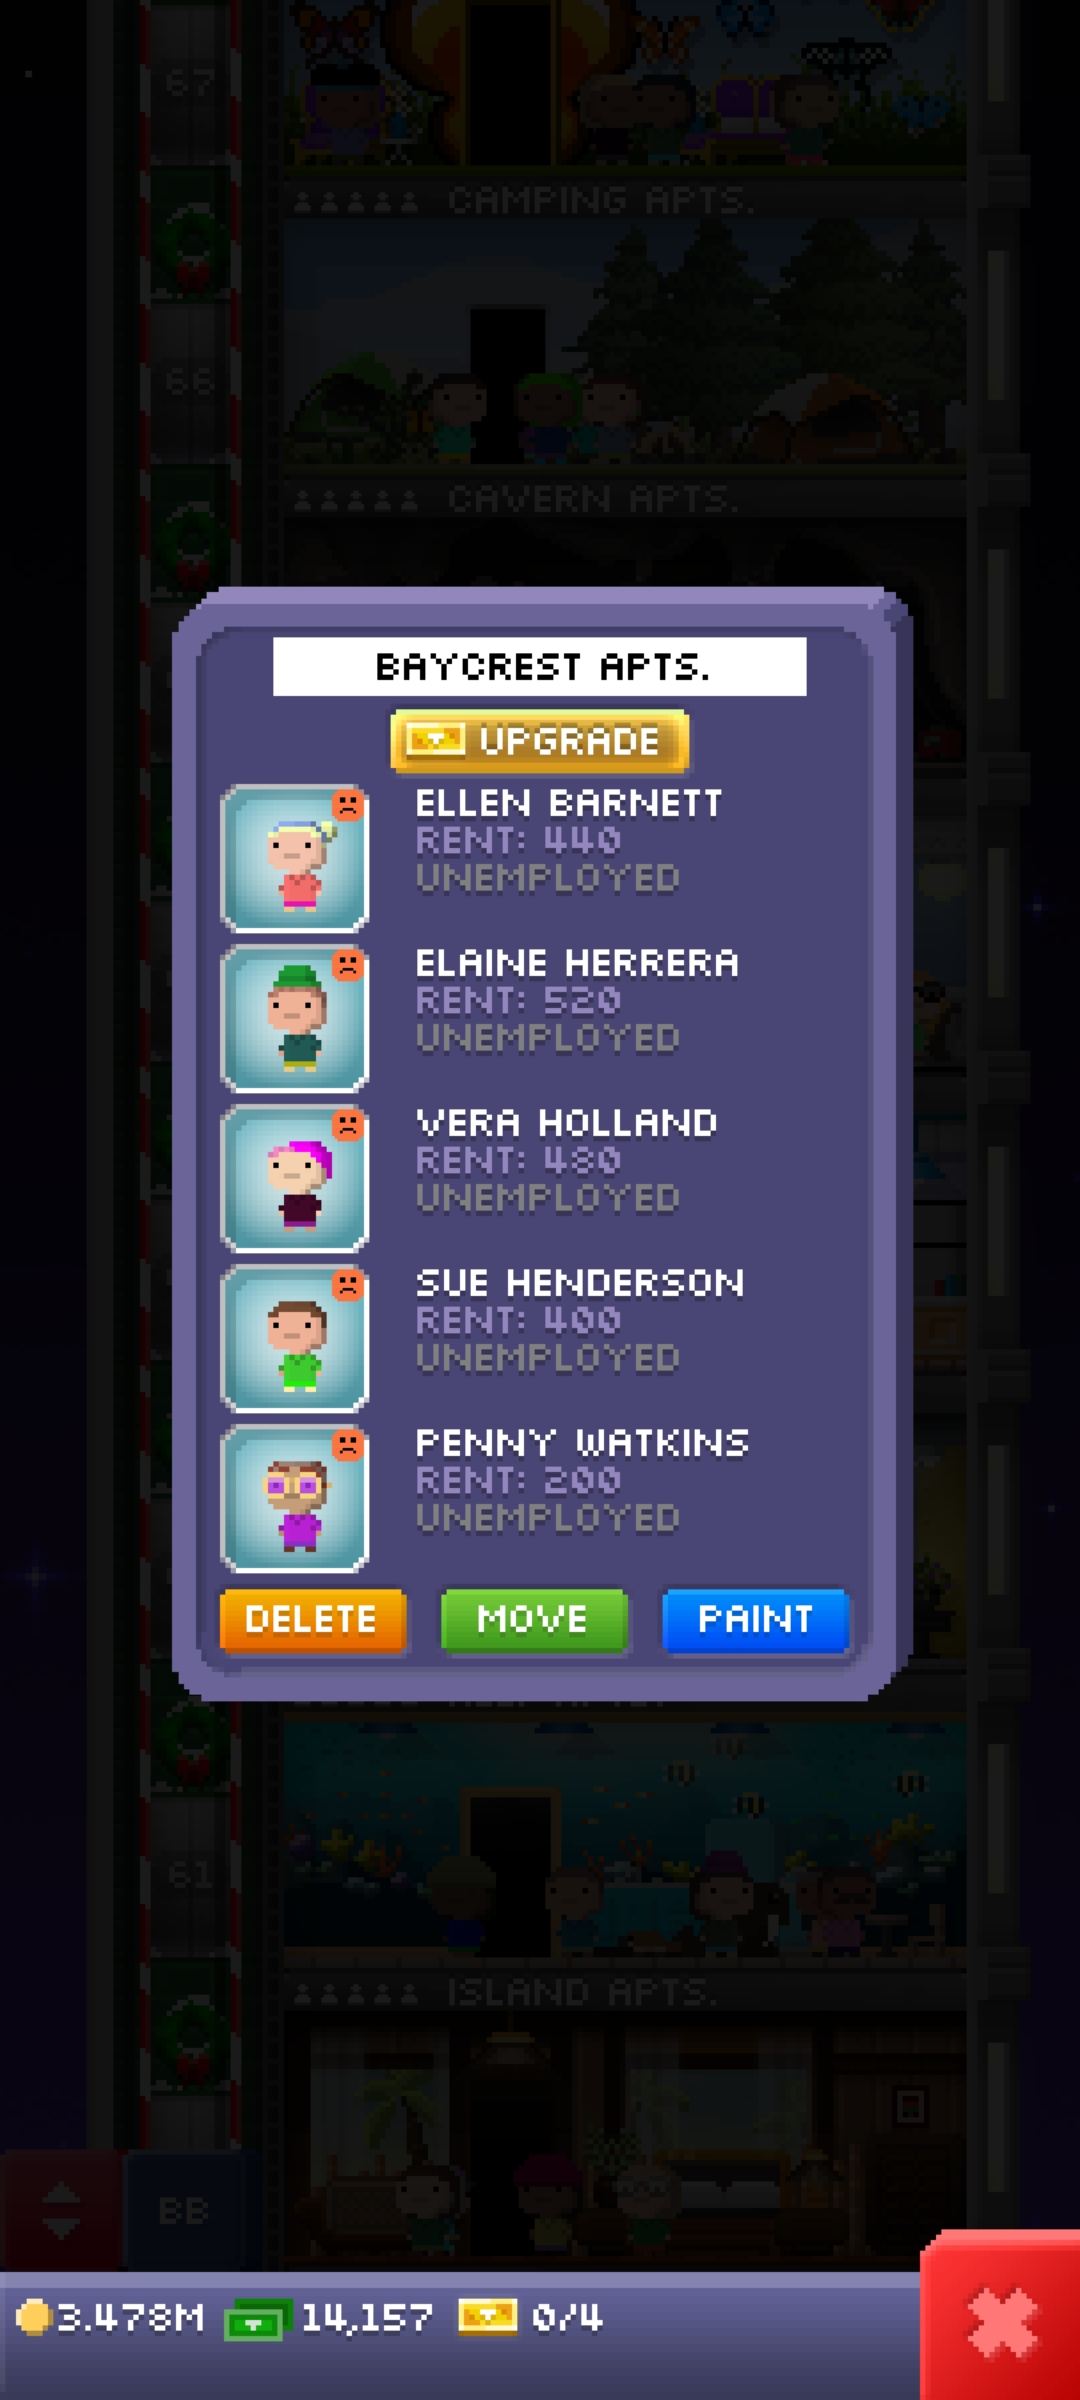 67
CAMPING APTS.
66
CAVERN APTS.
BAYCREST APTS.
UPGRADE
ELLEN BARNETT
RENT: 440
UNEMPLOYED
ELAINE HERRERA
RENT: 520
UNEMPLOYED
VERA HOLLAND
RENT: 480
UNEMPLOYED
SUE HENDERSON
RENT: 400
UNEMPLOYED
PENNY WATKINS
RENT: 200
UNEMPLOYED
DELETE MOVE PAINT
61
ISLAND APTS.
BB
3.478M 14,157 0/4